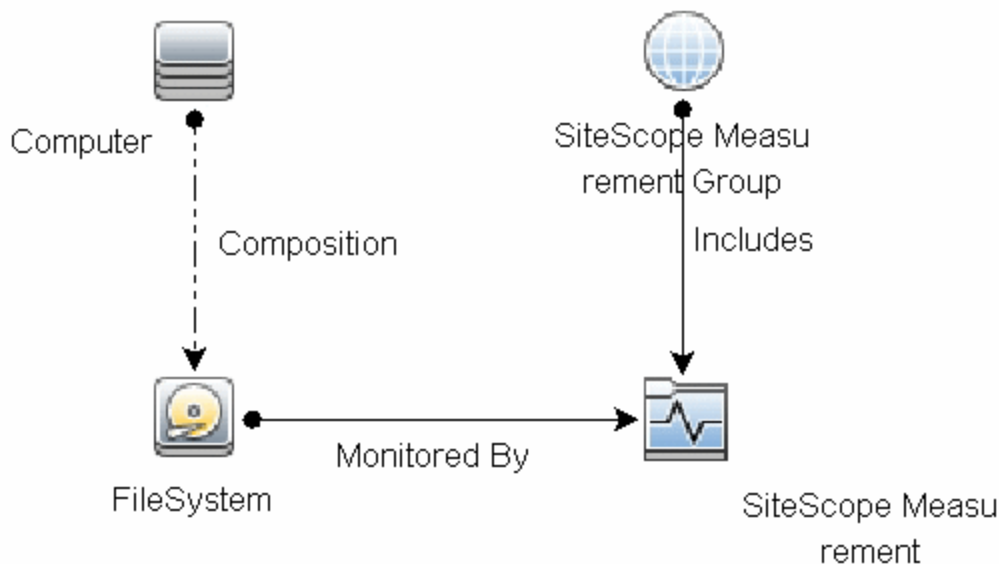 Computer
SiteScope Measu
rement Group
Composition
Includes
Monitored By
FileSystem
SiteScope Measu
rement